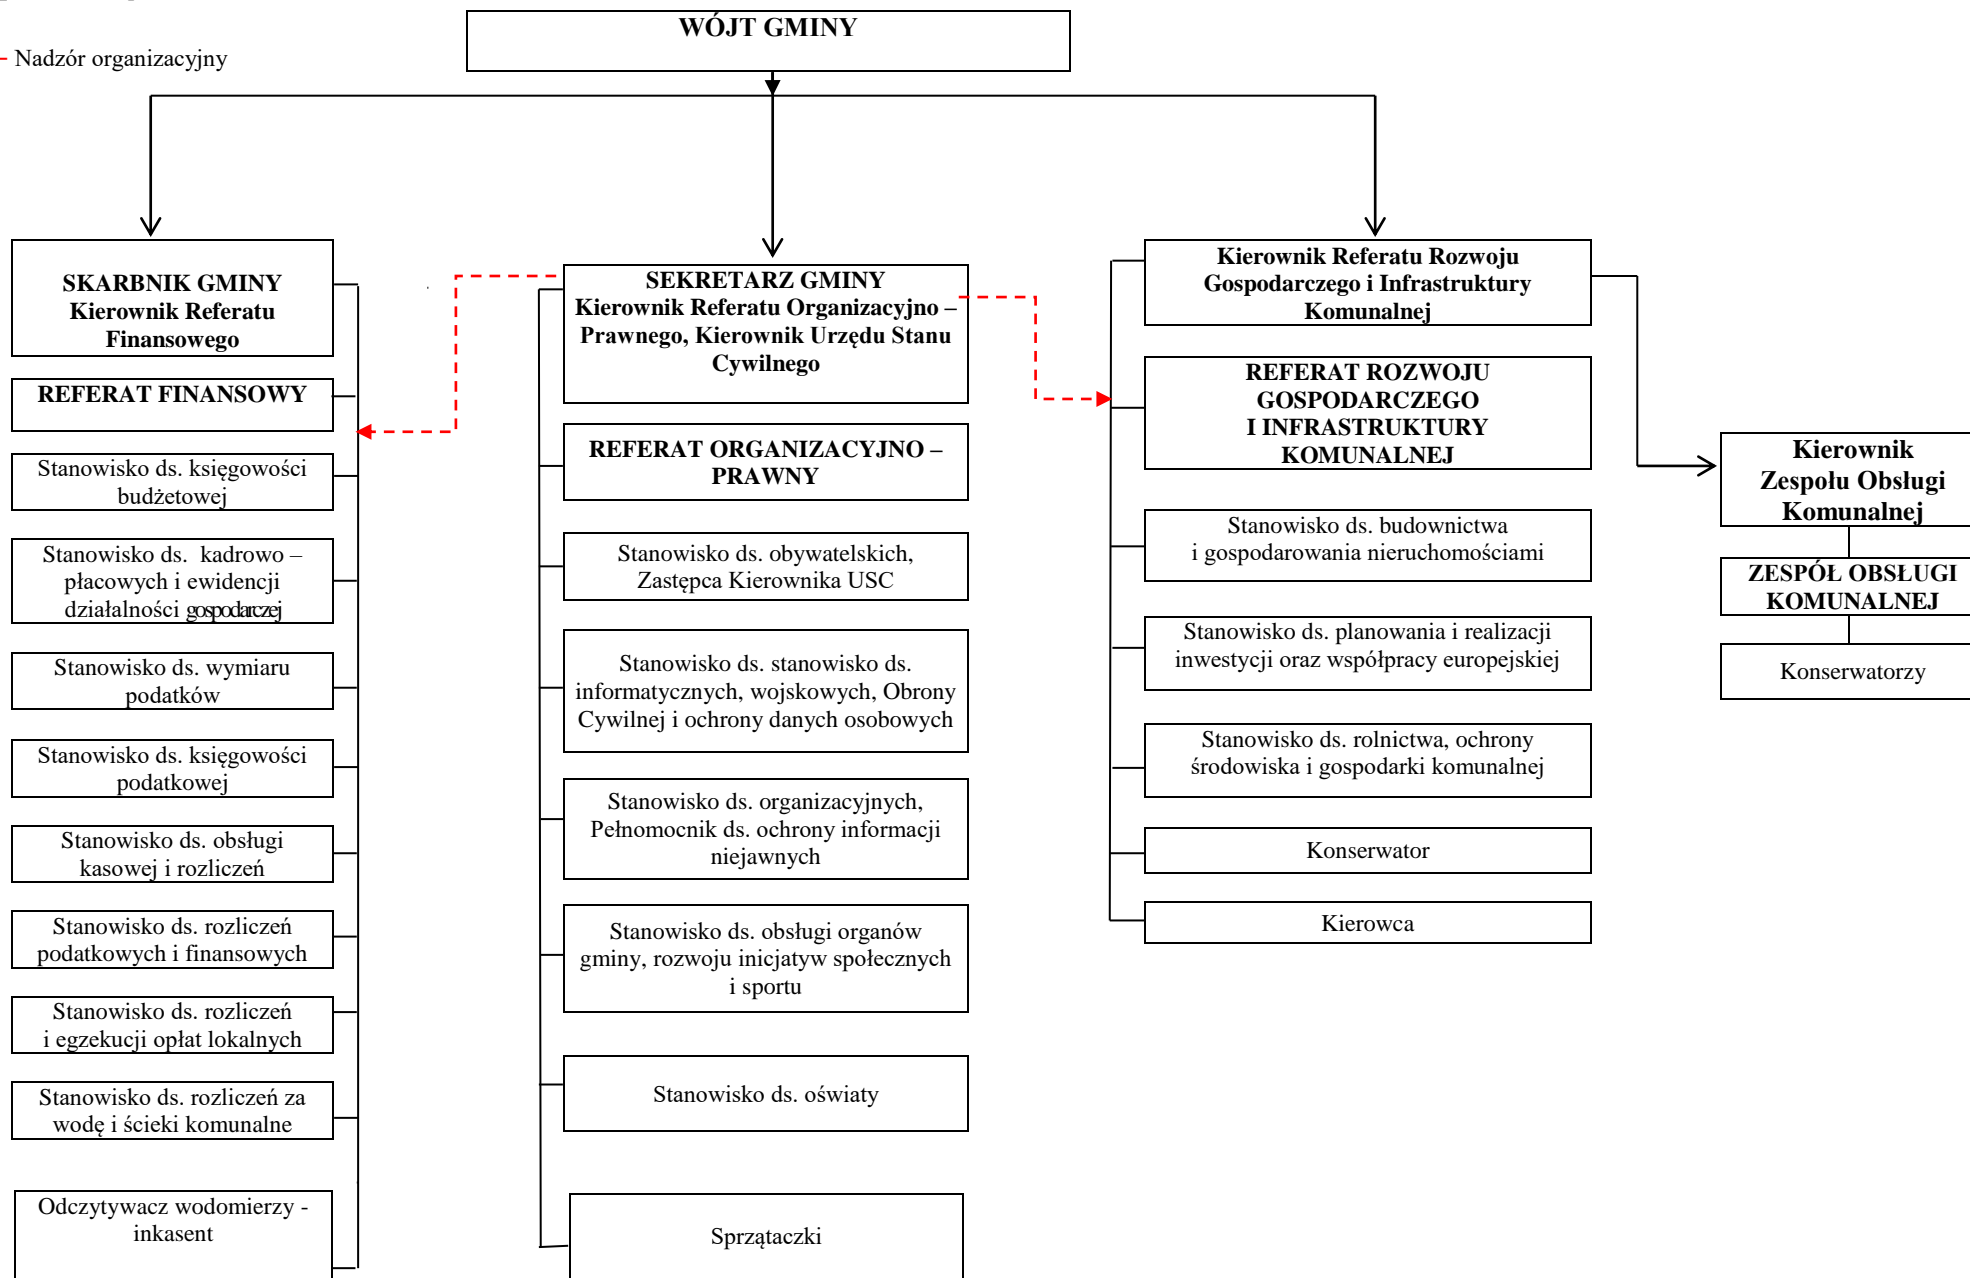 WÓJT GMINY
Nadzór organizacyjny
SKARBNIK GMINY
Kierownik Referatu
Finansowego
REFERAT FINANSOWY
Stanowisko ds. księgowości
budżetowej
Stanowisko ds. kadrowo –
płacowych i ewidencji
działalności gospodarczej
Stanowisko ds. wymiaru
podatków
Stanowisko ds. księgowości
podatkowej
Stanowisko ds. obsługi
kasowej i rozliczeń
Stanowisko ds. rozliczeń
podatkowych i finansowych
Stanowisko ds. rozliczeń
i egzekucji opłat lokalnych
Stanowisko ds. rozliczeń za
wodę i ścieki komunalne
Odczytywacz wodomierzy -
inkasent
SEKRETARZ GMINY
Kierownik Referatu Organizacyjno –
Prawnego, Kierownik Urzędu Stanu
Cywilnego
REFERAT ORGANIZACYJNO –
PRAWNY
Stanowisko ds. obywatelskich,
Zastępca Kierownika USC
Stanowisko ds. stanowisko ds.
informatycznych, wojskowych, Obrony
Cywilnej i ochrony danych osobowych
Stanowisko ds. organizacyjnych,
Pełnomocnik ds. ochrony informacji
niejawnych
Stanowisko ds. obsługi organów
gminy, rozwoju inicjatyw społecznych
i sportu
Stanowisko ds. oświaty
Sprzątaczki
Kierownik Referatu Rozwoju
Gospodarczego i Infrastruktury
Komunalnej
REFERAT ROZWOJU
GOSPODARCZEGO
I INFRASTRUKTURY
KOMUNALNEJ
Stanowisko ds. budownictwa
i gospodarowania nieruchomościami
Stanowisko ds. planowania i realizacji
inwestycji oraz współpracy europejskiej
Stanowisko ds. rolnictwa, ochrony
środowiska i gospodarki komunalnej
Konserwator
Kierowca
Kierownik
Zespołu Obsługi
Komunalnej
ZESPÓŁ OBSŁUGI
KOMUNALNEJ
Konserwatorzy